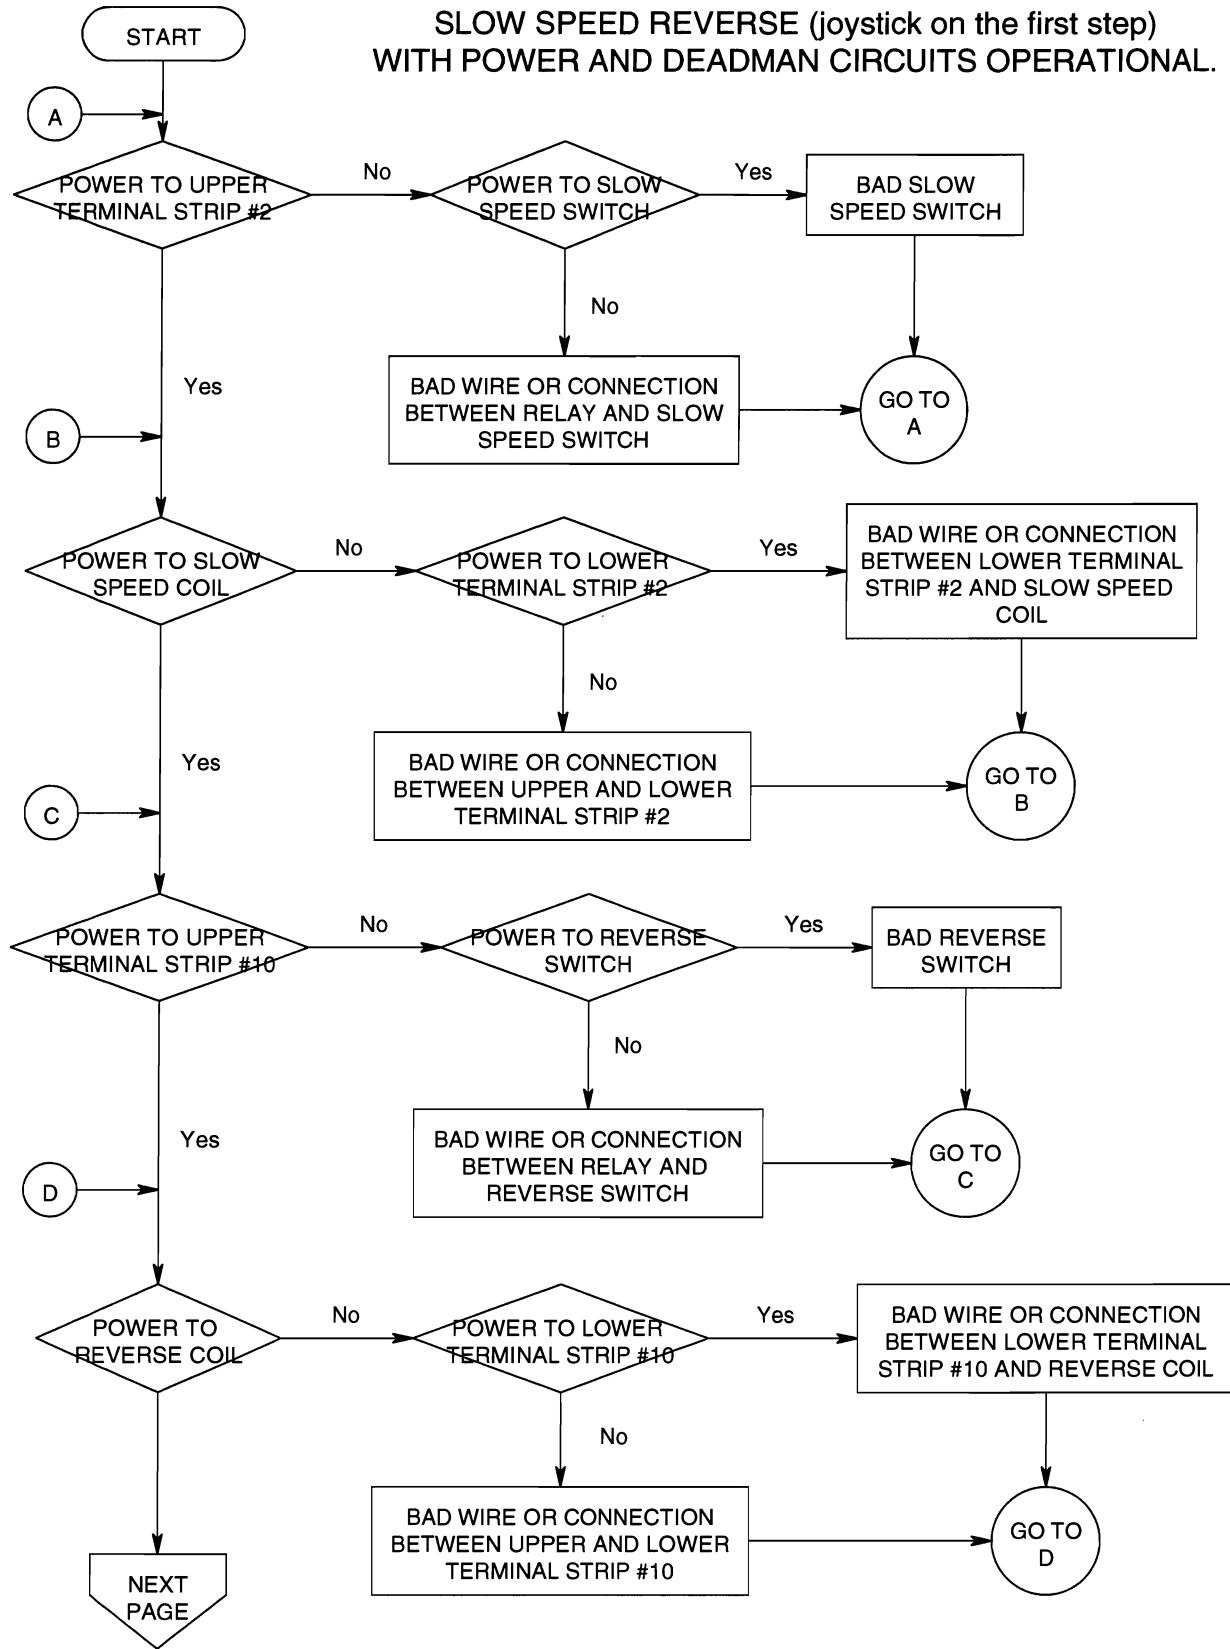 SLOW SPEED REVERSE (joystick on the first step)
WITH POWER AND DEADMAN CIRCUITS OPERATIONAL.
START
A
POWER TO UPPER
TERMINAL STRIP #2
No
POWER TO SLOW
SPEED SWITCH
Yes
BAD SLOW
SPEED SWITCH
No
Yes
BAD WIRE OR CONNECTION
BETWEEN RELAY AND SLOW
SPEED SWITCH
GO TO
A
B
POWER TO SLOW
SPEED COIL
No
POWER TO LOWER
TERMINAL STRIP #2
Yes
BAD WIRE OR CONNECTION
BETWEEN LOWER TERMINAL
STRIP #2 AND SLOW SPEED
COIL
No
Yes
BAD WIRE OR CONNECTION
BETWEEN UPPER AND LOWER
TERMINAL STRIP #2
GO TO
B
C
POWER TO UPPER
TERMINAL STRIP #10
No
POWER TO REVERSE
SWITCH
Yes
BAD REVERSE
SWITCH
No
Yes
BAD WIRE OR CONNECTION
BETWEEN RELAY AND
REVERSE SWITCH
GO TO
C
D
POWER TO
REVERSE COIL
No
POWER TO LOWER
TERMINAL STRIP #10
Yes
BAD WIRE OR CONNECTION
BETWEEN LOWER TERMINAL
STRIP #10 AND REVERSE COIL
No
BAD WIRE OR CONNECTION
BETWEEN UPPER AND LOWER
TERMINAL STRIP #10
GO TO
D
NEXT
PAGE